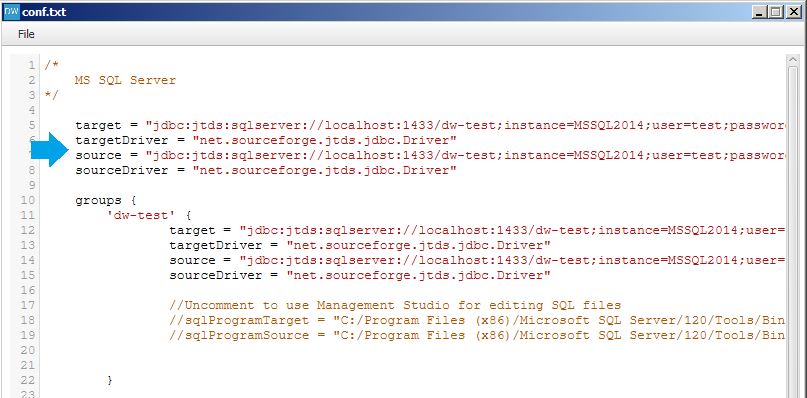 DW conf.txt
File
1 /*
2 MS SQL Server
3 */
4
5 target = "jdbc:jtds:sqlserver://localhost:1433/dw-test;instance=MSSQL2014;user=test;passwor
6 targetDriver = "net.sourceforge.jtds.jdbc.Driver"
source = "jdbc:jtds:sqlserver://localhost:1433/dw-test;instance=MSSQL2014;user=test;passwor
8 sourceDriver = "net.sourceforge.jtds.jdbc.Driver"
9
10 groups {
11 'dw-test' {
12 target = "jdbc:jtds:sqlserver://localhost:1433/dw-test;instance=MSSQL2014;user=
13 targetDriver = "net.sourceforge.jtds.jdbc.Driver"
14 source = "jdbc:jtds:sqlserver://localhost:1433/dw-test;instance=MSSQL2014;user=
15 sourceDriver = "net.sourceforge.jtds.jdbc.Driver"
16
17 //Uncomment to use Management Studio for editing SQL files
18 //sqlProgramTarget = "C:/Program Files (x86)/Microsoft SQL Server/120/Tools/Bin
19 //sqlProgramSource = "C:/Program Files (x86)/Microsoft SQL Server/120/Tools/Bin
20
21
22 }
23